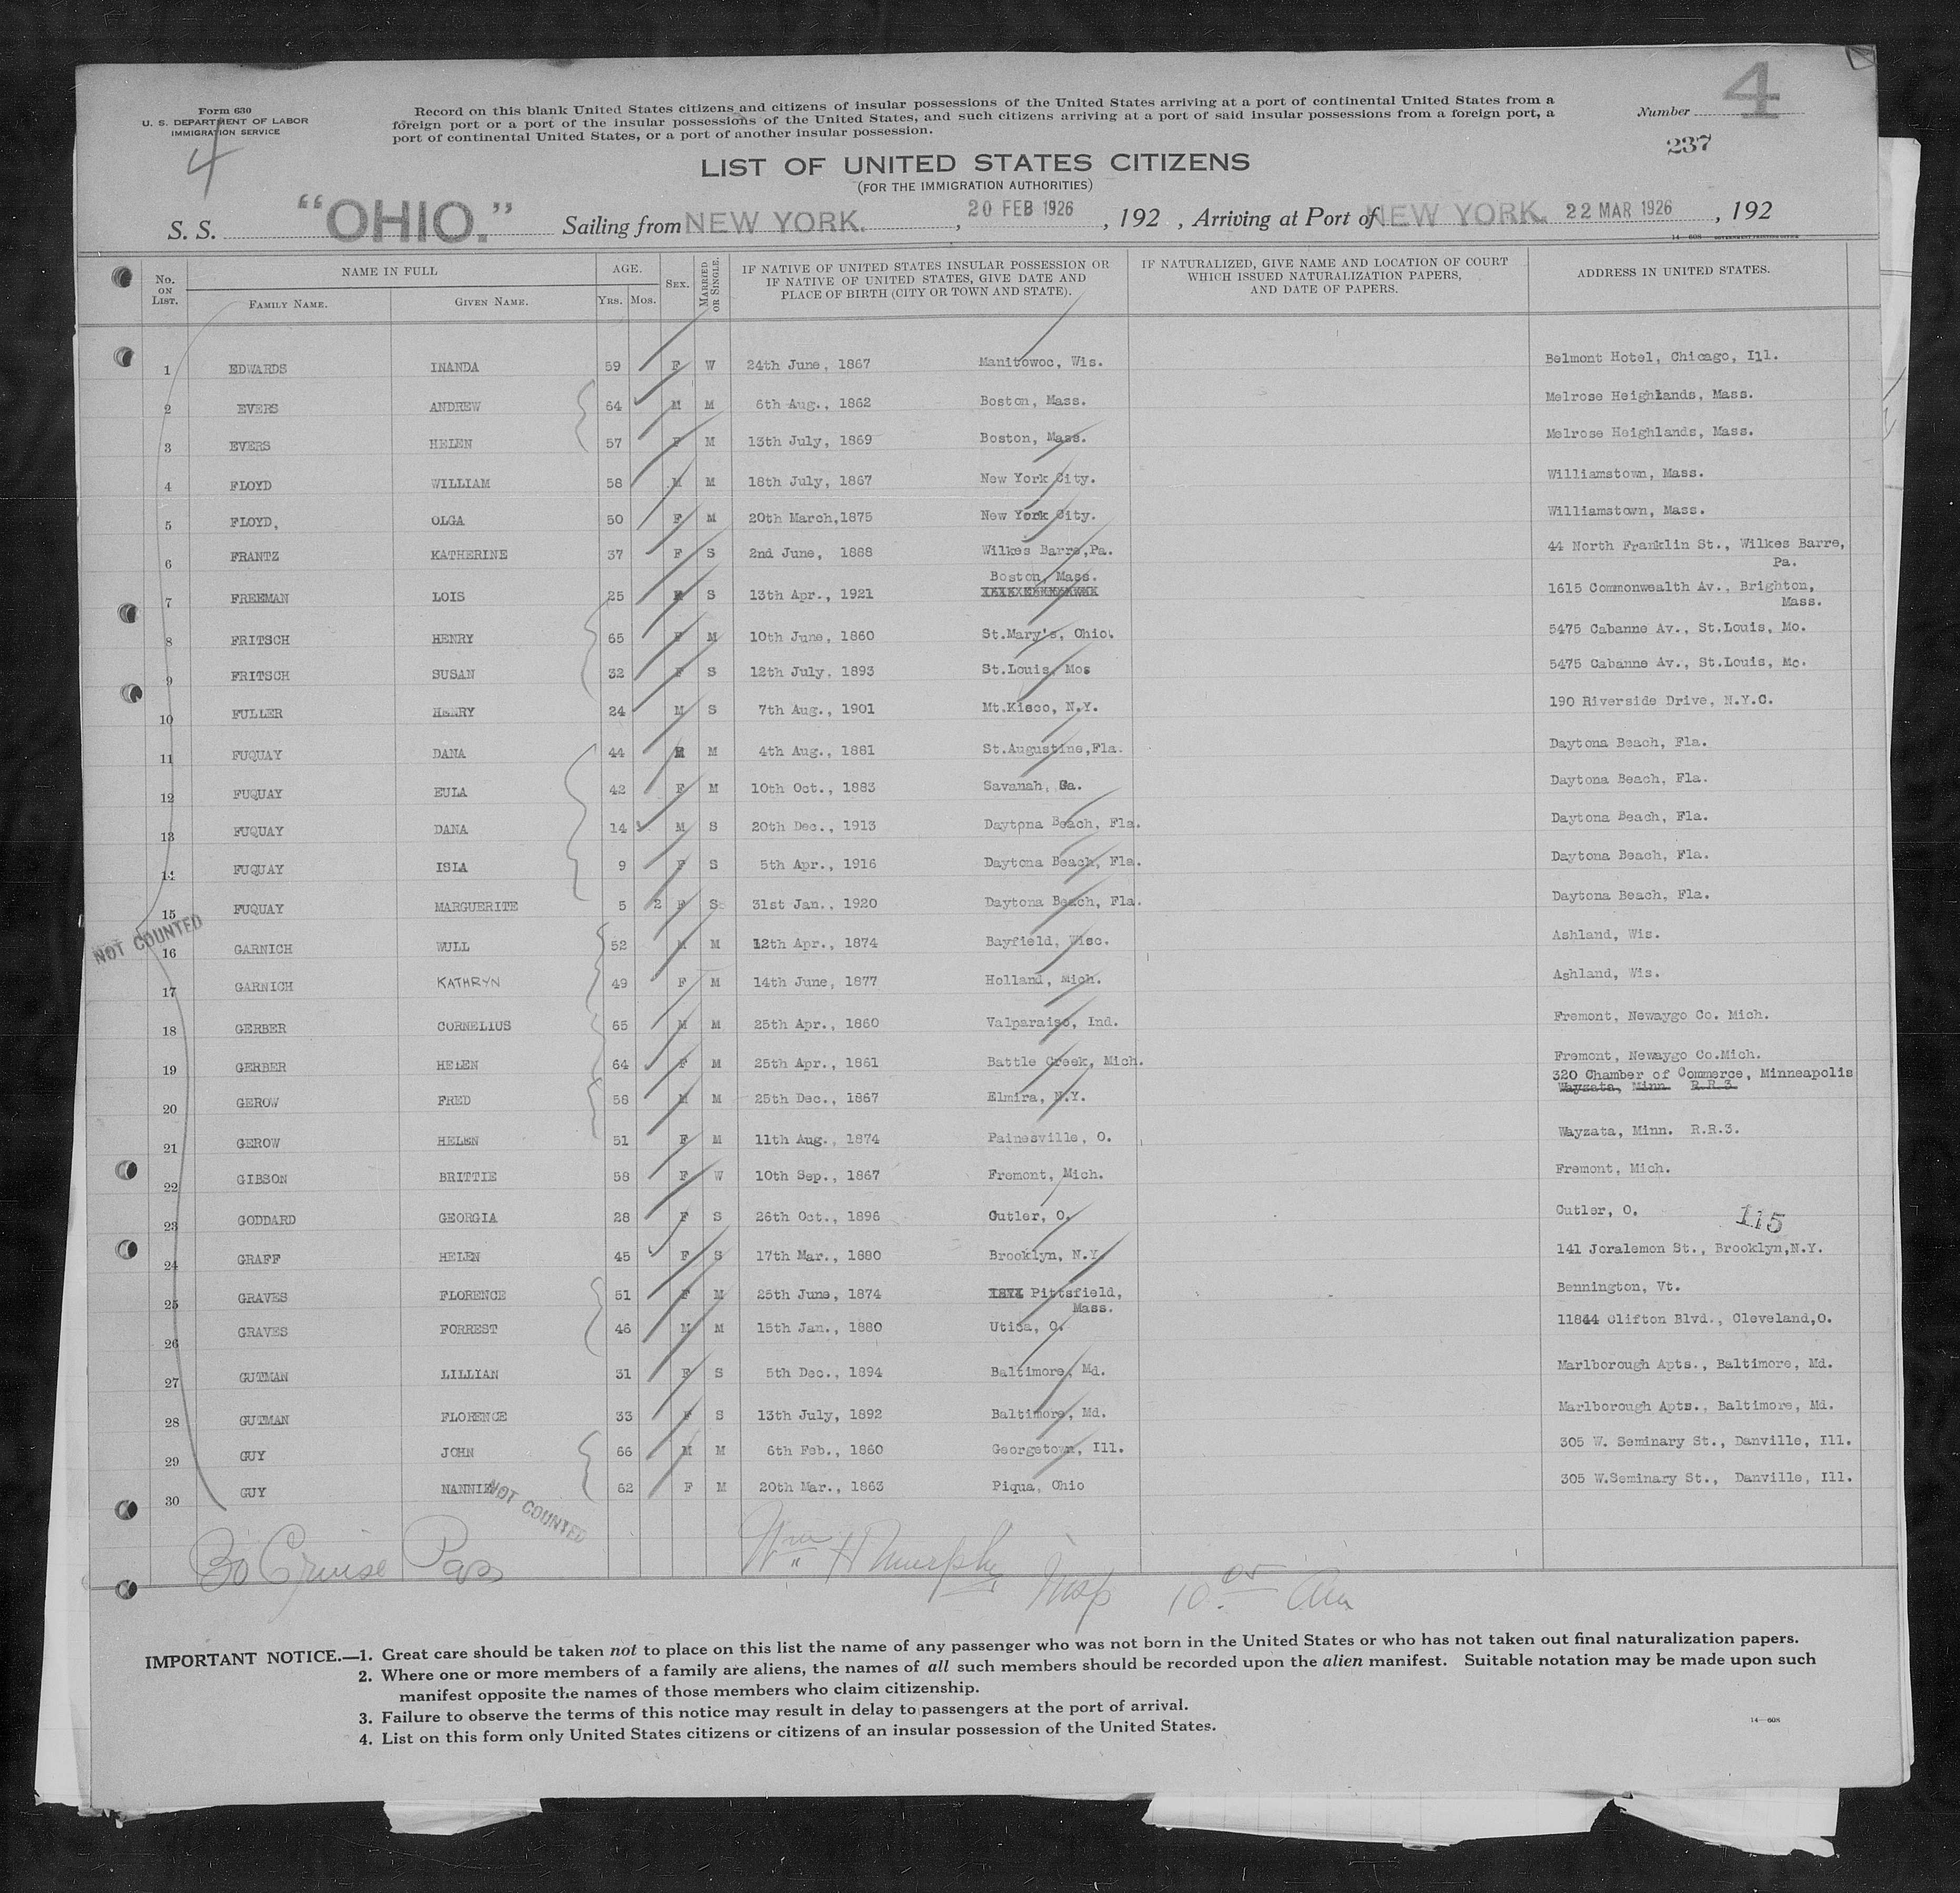 Form 630
U. S. DEPARTMENT OF LABOR
IMMIGRATION SERVICE
4
Record on this blank United States citizens and citizens of insular possessions of the United States arriving at a port of continental United States from a
foreign port or a port of the insular possessions of the United States, and such citizens arriving at a port of said insular possessions from a foreign port, a
port of continental United States, or a port of another insular possession.
Number 4
237
LIST OF UNITED STATES CITIZENS
(FOR THE IMMIGRATION AUTHORITIES)
S. S. "OHIO." Sailing from NEW YORK. , 20 FEB 1926 , 192 , Arriving at Port of NEW YORK. 22 MAR 1926 , 192
14—608 GOVERNMENT PRINTING OFFICE
No. ON LIST. NAME IN FULL AGE. SEX. MARRIED OR SINGLE. IF NATIVE OF UNITED STATES INSULAR POSSESSION OR IF NATIVE OF UNITED STATES, GIVE DATE AND PLACE OF BIRTH (CITY OR TOWN AND STATE). IF NATURALIZED, GIVE NAME AND LOCATION OF COURT WHICH ISSUED NATURALIZATION PAPERS, AND DATE OF PAPERS. ADDRESS IN UNITED STATES.
FAMILY NAME. GIVEN NAME. YRS. MOS.
1 EDWARDS INANDA 59 F W 24th June, 1867 Manitowoc, Wis. Belmont Hotel, Chicago, Ill.
2 EVERS ANDREW 64 M M 6th Aug., 1862 Boston, Mass. Melrose Heighlands, Mass.
3 EVERS HELEN 57 F M 13th July, 1869 Boston, Mass. Melrose Heighlands, Mass.
4 FLOYD WILLIAM 58 M M 18th July, 1867 New York City. Williamstown, Mass.
5 FLOYD, OLGA 50 F M 20th March,1875 New York City. Williamstown, Mass.
6 FRANTZ KATHERINE 37 F S 2nd June, 1888 Wilkes Barre,Pa. 44 North Franklin St., Wilkes Barre,
Pa.
Boston, Mass.
7 FREEMAN LOIS 25 S 13th Apr., 1921 1615 Commonwealth Av., Brighton,
Mass.
8 FRITSCH HENRY 65 F M 10th June, 1860 St.Mary's, Ohio. 5475 Cabanne Av., St.Louis, Mo.
9 FRITSCH SUSAN 32 F S 12th July, 1893 St.Louis, Mos 5475 Cabanne Av., St.Louis, Mo.
10 FULLER HENRY 24 M S 7th Aug., 1901 Mt.Kisco, N.Y. 190 Riverside Drive, N.Y.C.
11 FUQUAY DANA 44 M M 4th Aug., 1881 St.Augustine,Fla. Daytona Beach, Fla.
12 FUQUAY EULA 42 F M 10th Oct., 1883 Savanah, Ga. Daytona Beach, Fla.
13 FUQUAY DANA 14 M S 20th Dec., 1913 Daytona Beach, Fla. Daytona Beach, Fla.
14 FUQUAY ISLA 9 F S 5th Apr., 1916 Daytona Beach, Fla. Daytona Beach, Fla.
15 FUQUAY MARGUERITE 5 2 F S 31st Jan., 1920 Daytona Beach, Fla. Daytona Beach, Fla.
NOT COUNTED
16 GARNICH WULL 52 M M 12th Apr., 1874 Bayfield, Wisc. Ashland, Wis.
17 GARNICH KATHRYN 49 F M 14th June, 1877 Holland, Mich. Ashland, Wis.
18 GERBER CORNELIUS 65 M M 25th Apr., 1860 Valparaiso, Ind. Fremont, Newaygo Co. Mich.
19 GERBER HELEN 64 F M 25th Apr., 1861 Battle Creek, Mich. Fremont, Newaygo Co.Mich.
320 Chamber of Commerce, Minneapolis
20 GEROW FRED 58 M M 25th Dec., 1867 Elmira, N.Y. Wayzata, Minn. R.R.3.
21 GEROW HELEN 51 F M 11th Aug., 1874 Painesville, O. Wayzata, Minn. R.R.3.
22 GIBSON BRITTIE 58 F W 10th Sep., 1867 Fremont, Mich. Fremont, Mich.
23 GODDARD GEORGIA 28 F S 26th Oct., 1896 Cutler, O. Cutler, O.
115
24 GRAFF HELEN 45 F S 17th Mar., 1880 Brooklyn, N.Y. 141 Joralemon St., Brooklyn,N.Y.
25 GRAVES FLORENCE 51 F M 25th June, 1874 Pittsfield, Bennington, Vt.
Mass.
26 GRAVES FORREST 46 M M 15th Jan., 1880 Utica, O. 11844 Clifton Blvd., Cleveland,O.
27 GUTMAN LILLIAN 31 F S 5th Dec., 1894 Baltimore, Md. Marlborough Apts., Baltimore, Md.
28 GUTMAN FLORENCE 33 F S 13th July, 1892 Baltimore, Md. Marlborough Apts., Baltimore, Md.
29 GUY JOHN 66 M M 6th Feb., 1860 Georgetown, Ill. 305 W. Seminary St., Danville, Ill.
30 GUY NANNIE 62 F M 20th Mar., 1863 Piqua, Ohio 305 W.Seminary St., Danville, Ill.
NOT COUNTED
30 Cruise Pass Wm H Murphy Insp 10.05 Am
IMPORTANT NOTICE.—1. Great care should be taken not to place on this list the name of any passenger who was not born in the United States or who has not taken out final naturalization papers.
2. Where one or more members of a family are aliens, the names of all such members should be recorded upon the alien manifest. Suitable notation may be made upon such
manifest opposite the names of those members who claim citizenship.
3. Failure to observe the terms of this notice may result in delay to passengers at the port of arrival.
4. List on this form only United States citizens or citizens of an insular possession of the United States.
14—608